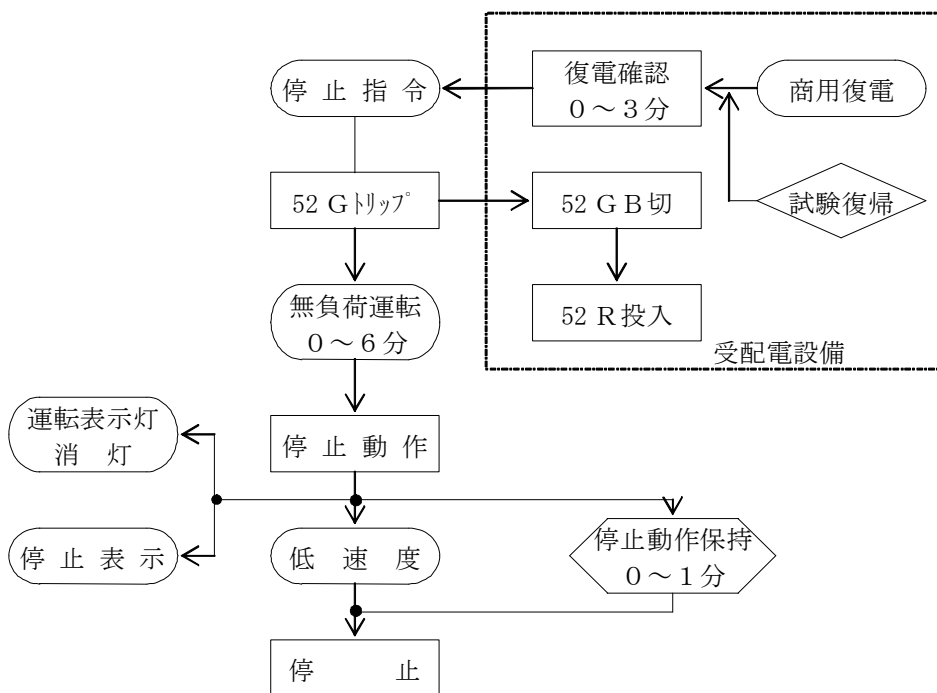 停止指令
復電確認
０～３分
商用復電
52Gﾄﾘｯﾌﾟ
52GB切
試験復帰
無負荷運転
０～６分
52R投入
受配電設備
運転表示灯
消　灯
停止動作
停止表示
低速度
停止動作保持
０～１分
停　　止